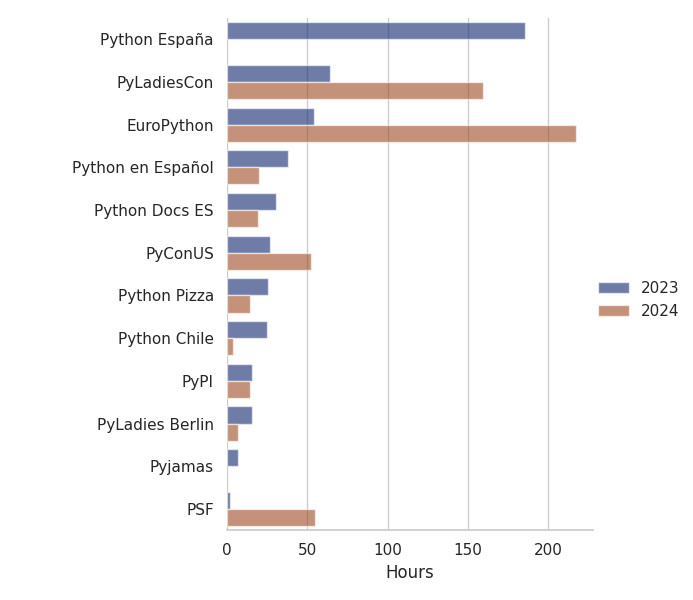 Python España
PyLadiesCon
EuroPython
Python en Español
Python Docs ES
PyConUS
Python Pizza
Python Chile
PyPI
PyLadies Berlin
Pyjamas
PSF
0 50 100 150 200
Hours
2023
2024